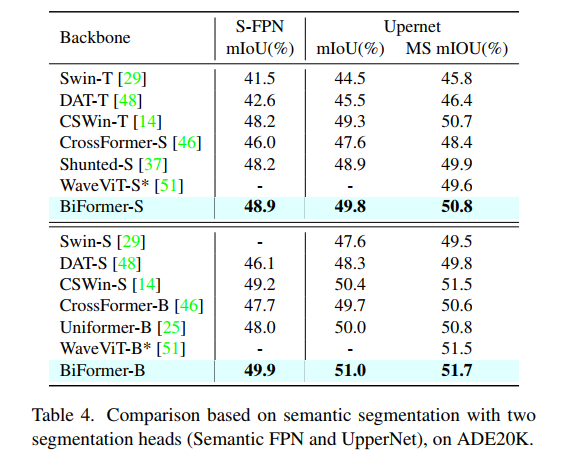 Backbone S-FPN Upernet
mIoU(%) mIoU(%) MS mIOU(%)
Swin-T [29] 41.5 44.5 45.8
DAT-T [48] 42.6 45.5 46.4
CSWin-T [14] 48.2 49.3 50.7
CrossFormer-S [46] 46.0 47.6 48.4
Shunted-S [37] 48.2 48.9 49.9
WaveViT-S* [51] - - 49.6
BiFormer-S 48.9 49.8 50.8
Swin-S [29] - 47.6 49.5
DAT-S [48] 46.1 48.3 49.8
CSWin-S [14] 49.2 50.4 51.5
CrossFormer-B [46] 47.7 49.7 50.6
Uniformer-B [25] 48.0 50.0 50.8
WaveViT-B* [51] - - 51.5
BiFormer-B 49.9 51.0 51.7
Table 4. Comparison based on semantic segmentation with two
segmentation heads (Semantic FPN and UpperNet), on ADE20K.